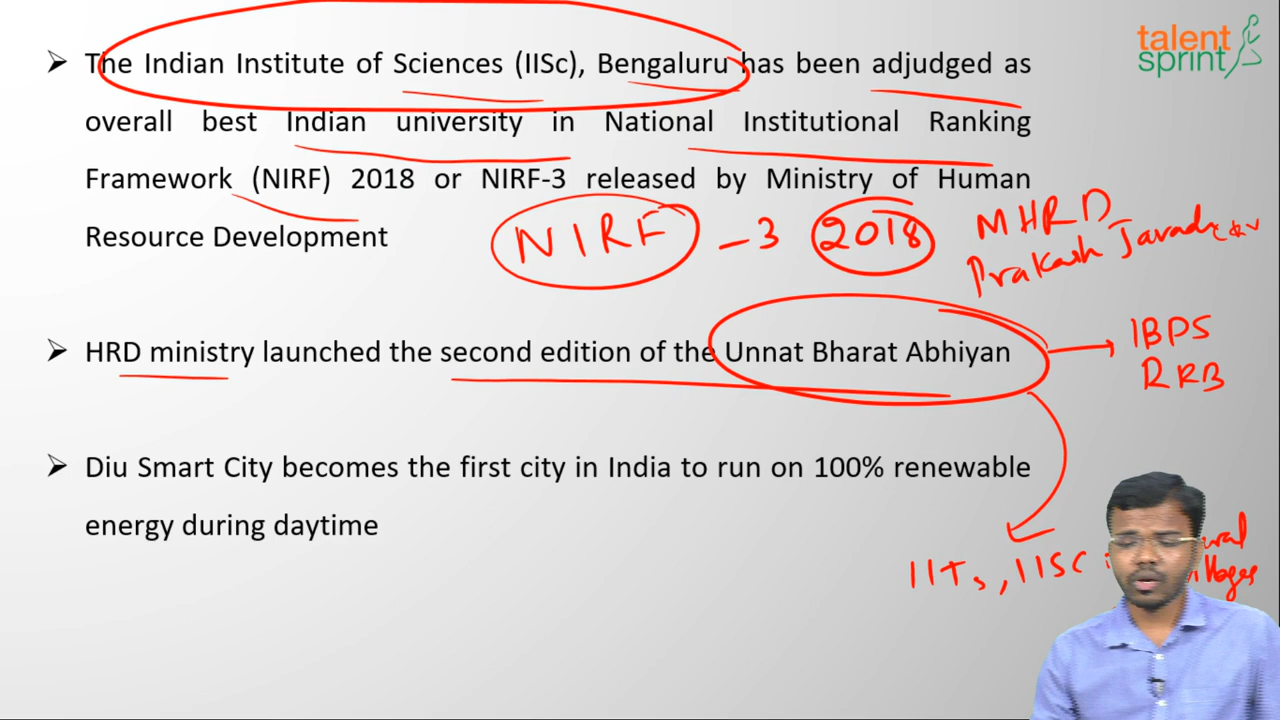 talent
sprint
➢ The Indian Institute of Sciences (IISc), Bengaluru has been adjudged as
overall best Indian university in National Institutional Ranking
Framework (NIRF) 2018 or NIRF-3 released by Ministry of Human
Resource Development
NIRF - 3 2018 MHRD
Prakash
➢ HRD ministry launched the second edition of the Unnat Bharat Abhiyan
IBPS
RRB
➢ Diu Smart City becomes the first city in India to run on 100% renewable
energy during daytime
IITs, IISC